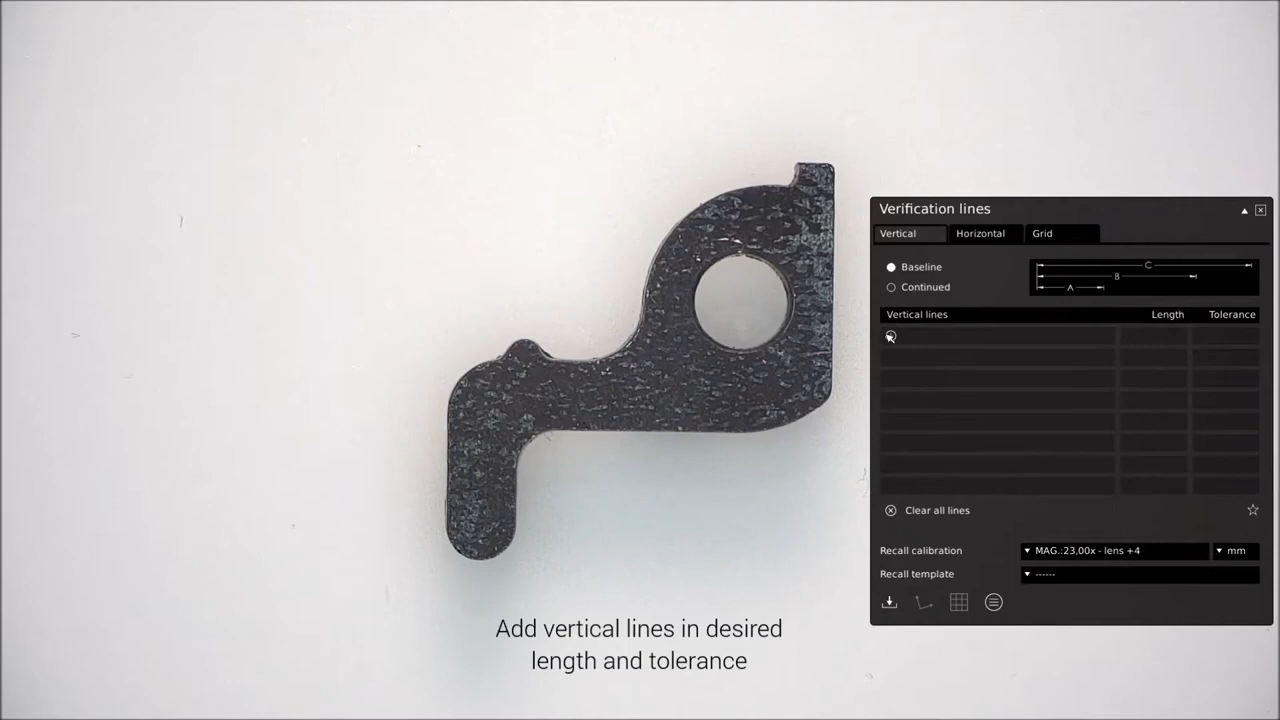 Verification lines
Vertical Horizontal Grid
Baseline
Continued
C
B
A
Vertical lines Length Tolerance
Clear all lines
Recall calibration MAG.:23,00x - lens +4 mm
Recall template ------
Add vertical lines in desired
length and tolerance